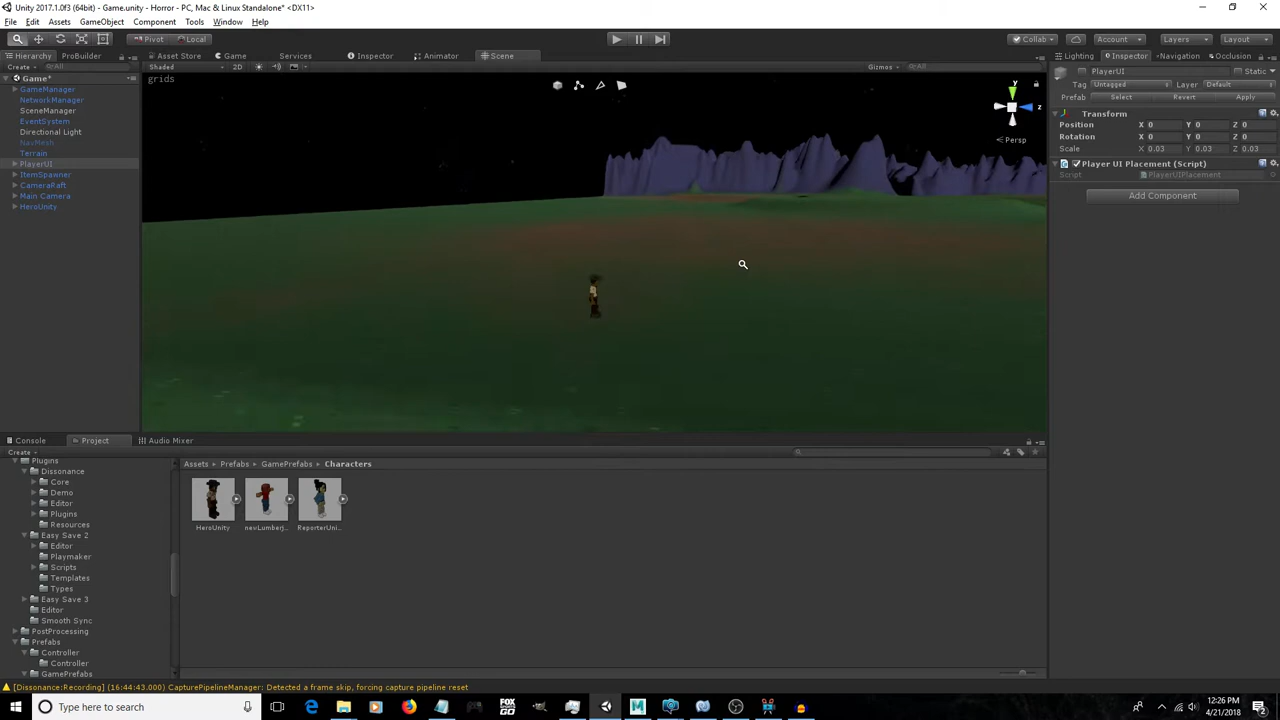 Unity 2017.1.0f3 (64bit) - Game.unity - Horror - PC, Mac & Linux Standalone* <DX11>
File Edit Assets GameObject Component Tools Window Help
Pivot Local Collab Account Layers Layout
Hierarchy ProBuilder Asset Store Game Services Inspector Animator Scene Lighting Inspector Navigation Occlusion
Create All Shaded 2D Gizmos All
Game*
grids
GameManager
NetworkManager
SceneManager
EventSystem
Directional Light
NavMesh
Terrain
PlayerUI
ItemSpawner
CameraRaft
Main Camera
HeroUnity
y
z
Persp
PlayerUI Static
Tag Untagged Layer Default
Prefab Select Revert Apply
Transform
Position X 0 Y 0 Z 0
Rotation X 0 Y 0 Z 0
Scale X 0.03 Y 0.03 Z 0.03
Player UI Placement (Script)
Script PlayerUIPlacement
Add Component
Console Project Audio Mixer
Create
Plugins
Dissonance
Core
Demo
Editor
Plugins
Resources
Easy Save 2
Editor
Playmaker
Scripts
Templates
Types
Easy Save 3
Editor
Smooth Sync
PostProcessing
Prefabs
Controller
Controller
GamePrefabs
Assets Prefabs GamePrefabs Characters
HeroUnity newLumberj... ReporterUni...
[Dissonance:Recording] (16:44:43.000) CapturePipelineManager: Detected a frame skip, forcing capture pipeline reset
Type here to search
FOX
GO
12:26 PM
4/21/2018